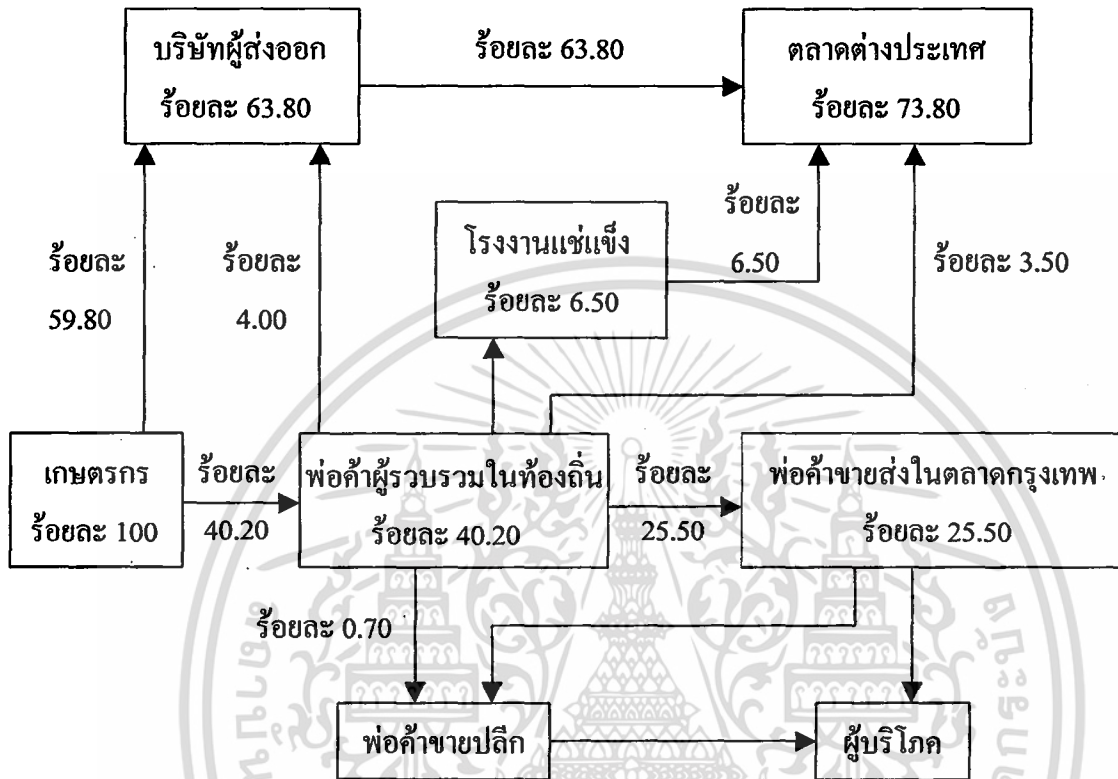 บริษัทผู้ส่งออก
ร้อยละ 63.80
ร้อยละ 63.80
ตลาดต่างประเทศ
ร้อยละ 73.80
ร้อยละ
59.80
ร้อยละ
4.00
โรงงานแช่แข็ง
ร้อยละ 6.50
ร้อยละ
6.50
ร้อยละ 3.50
เกษตรกร
ร้อยละ 100
ร้อยละ
40.20
พ่อค้าผู้รวบรวมในท้องถิ่น
ร้อยละ 40.20
ร้อยละ
25.50
พ่อค้าขายส่งในตลาดกรุงเทพ
ร้อยละ 25.50
ร้อยละ 0.70
พ่อค้าขายปลีก
ผู้บริโภค